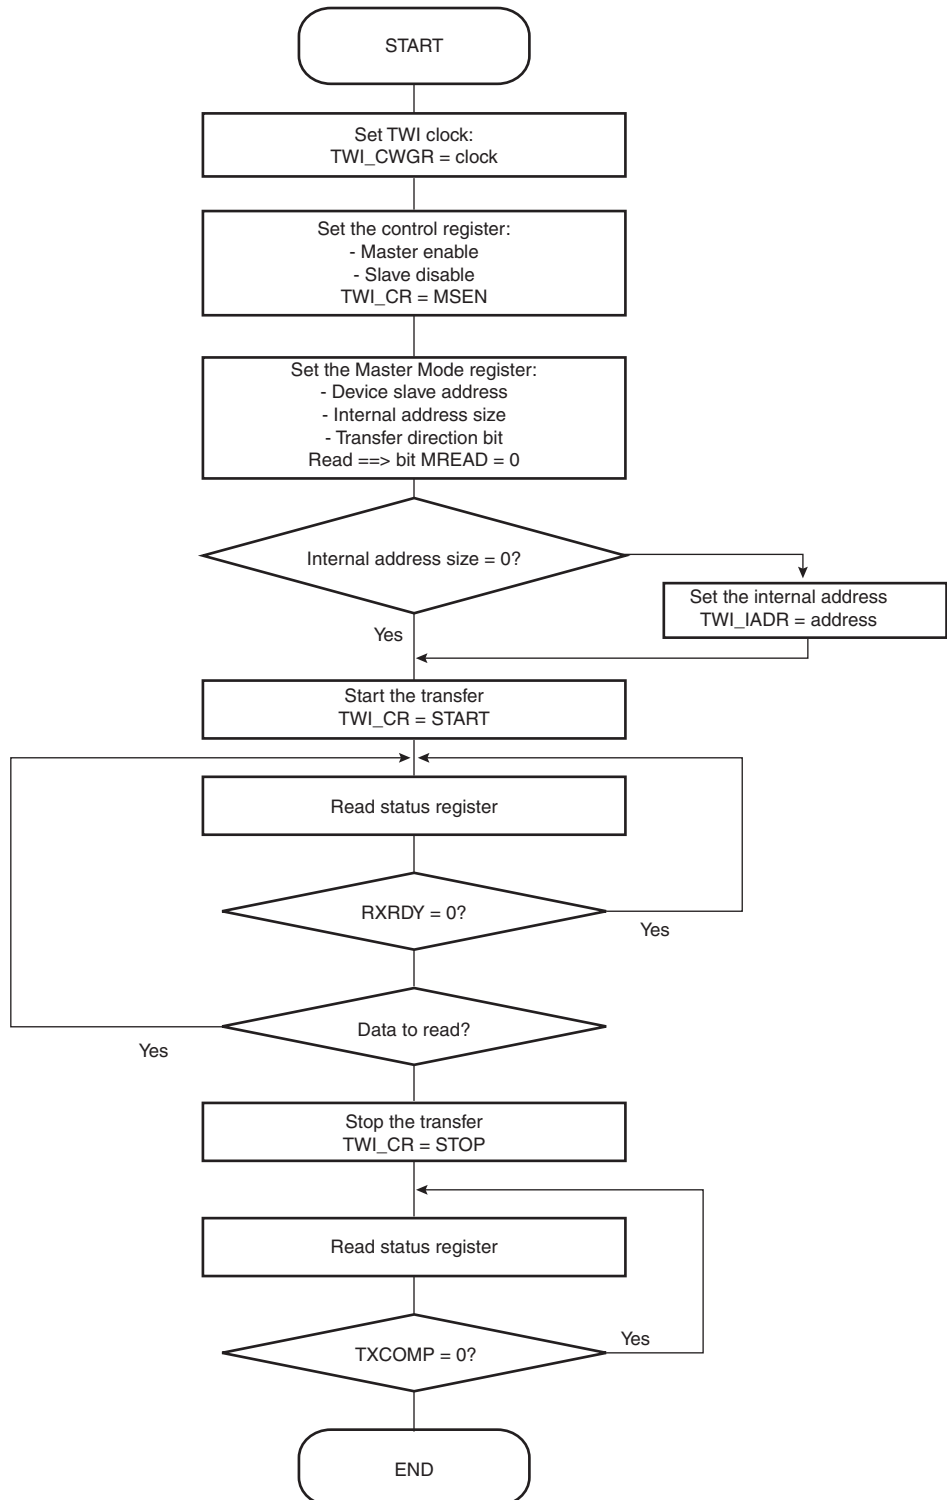 START
Set TWI clock:
TWI_CWGR = clock
Set the control register:
- Master enable
- Slave disable
TWI_CR = MSEN
Set the Master Mode register:
- Device slave address
- Internal address size
- Transfer direction bit
Read ==> bit MREAD = 0
Internal address size = 0?
Set the internal address
TWI_IADR = address
Yes
Start the transfer
TWI_CR = START
Read status register
RXRDY = 0?
Yes
Data to read?
Yes
Stop the transfer
TWI_CR = STOP
Read status register
TXCOMP = 0?
Yes
END